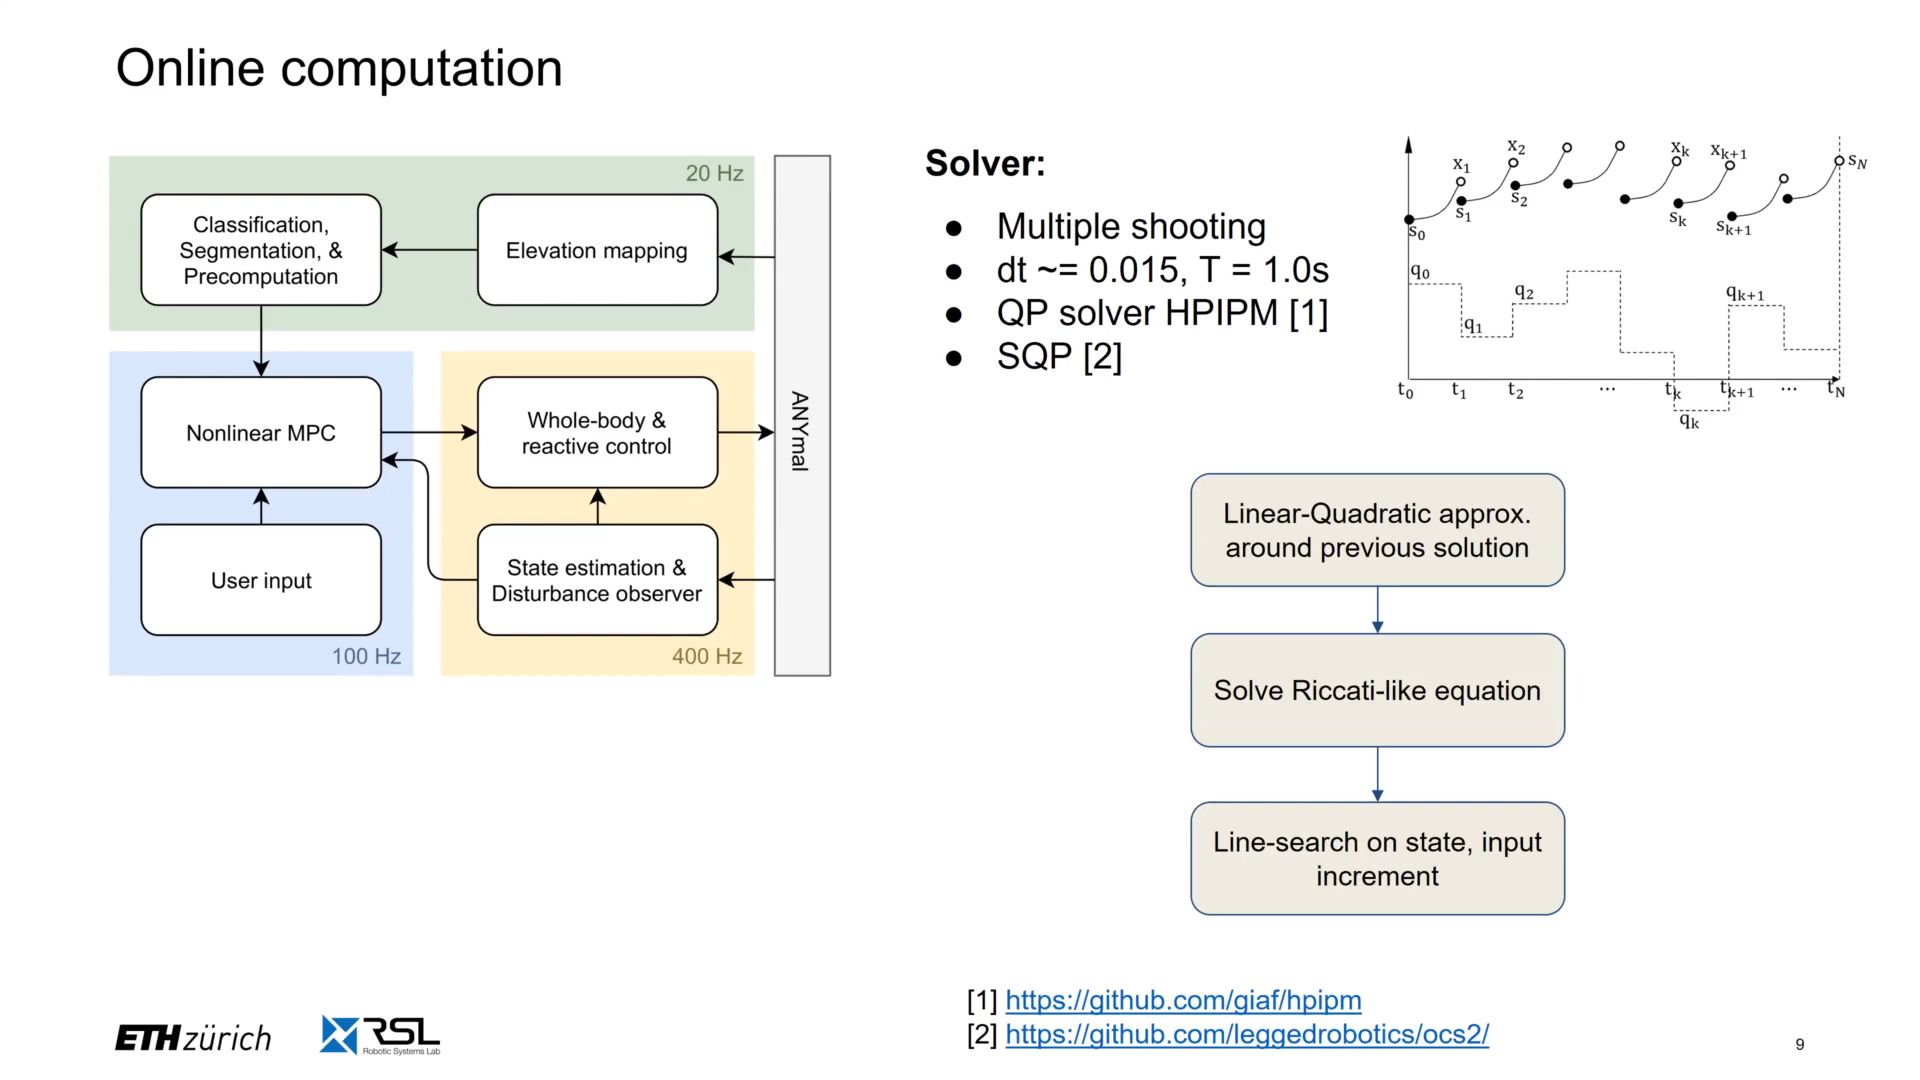 Online computation
20 Hz
Classification,
Segmentation, &
Precomputation
Elevation mapping
Nonlinear MPC
User input
100 Hz
Whole-body &
reactive control
State estimation &
Disturbance observer
400 Hz
ANYmal
Solver:
● Multiple shooting
● dt ~= 0.015, T = 1.0s
● QP solver HPIPM [1]
● SQP [2]
x1 x2 xk xk+1 sN
s0 s1 s2 sk sk+1
q0 q1 q2 qk+1
t0 t1 t2 ... tk tk+1 ... tN
qk
Linear-Quadratic approx.
around previous solution
Solve Riccati-like equation
Line-search on state, input
increment
[1] https://github.com/giaf/hpipm
[2] https://github.com/leggedrobotics/ocs2/
ETH zürich
RSL
Robotic Systems Lab
9